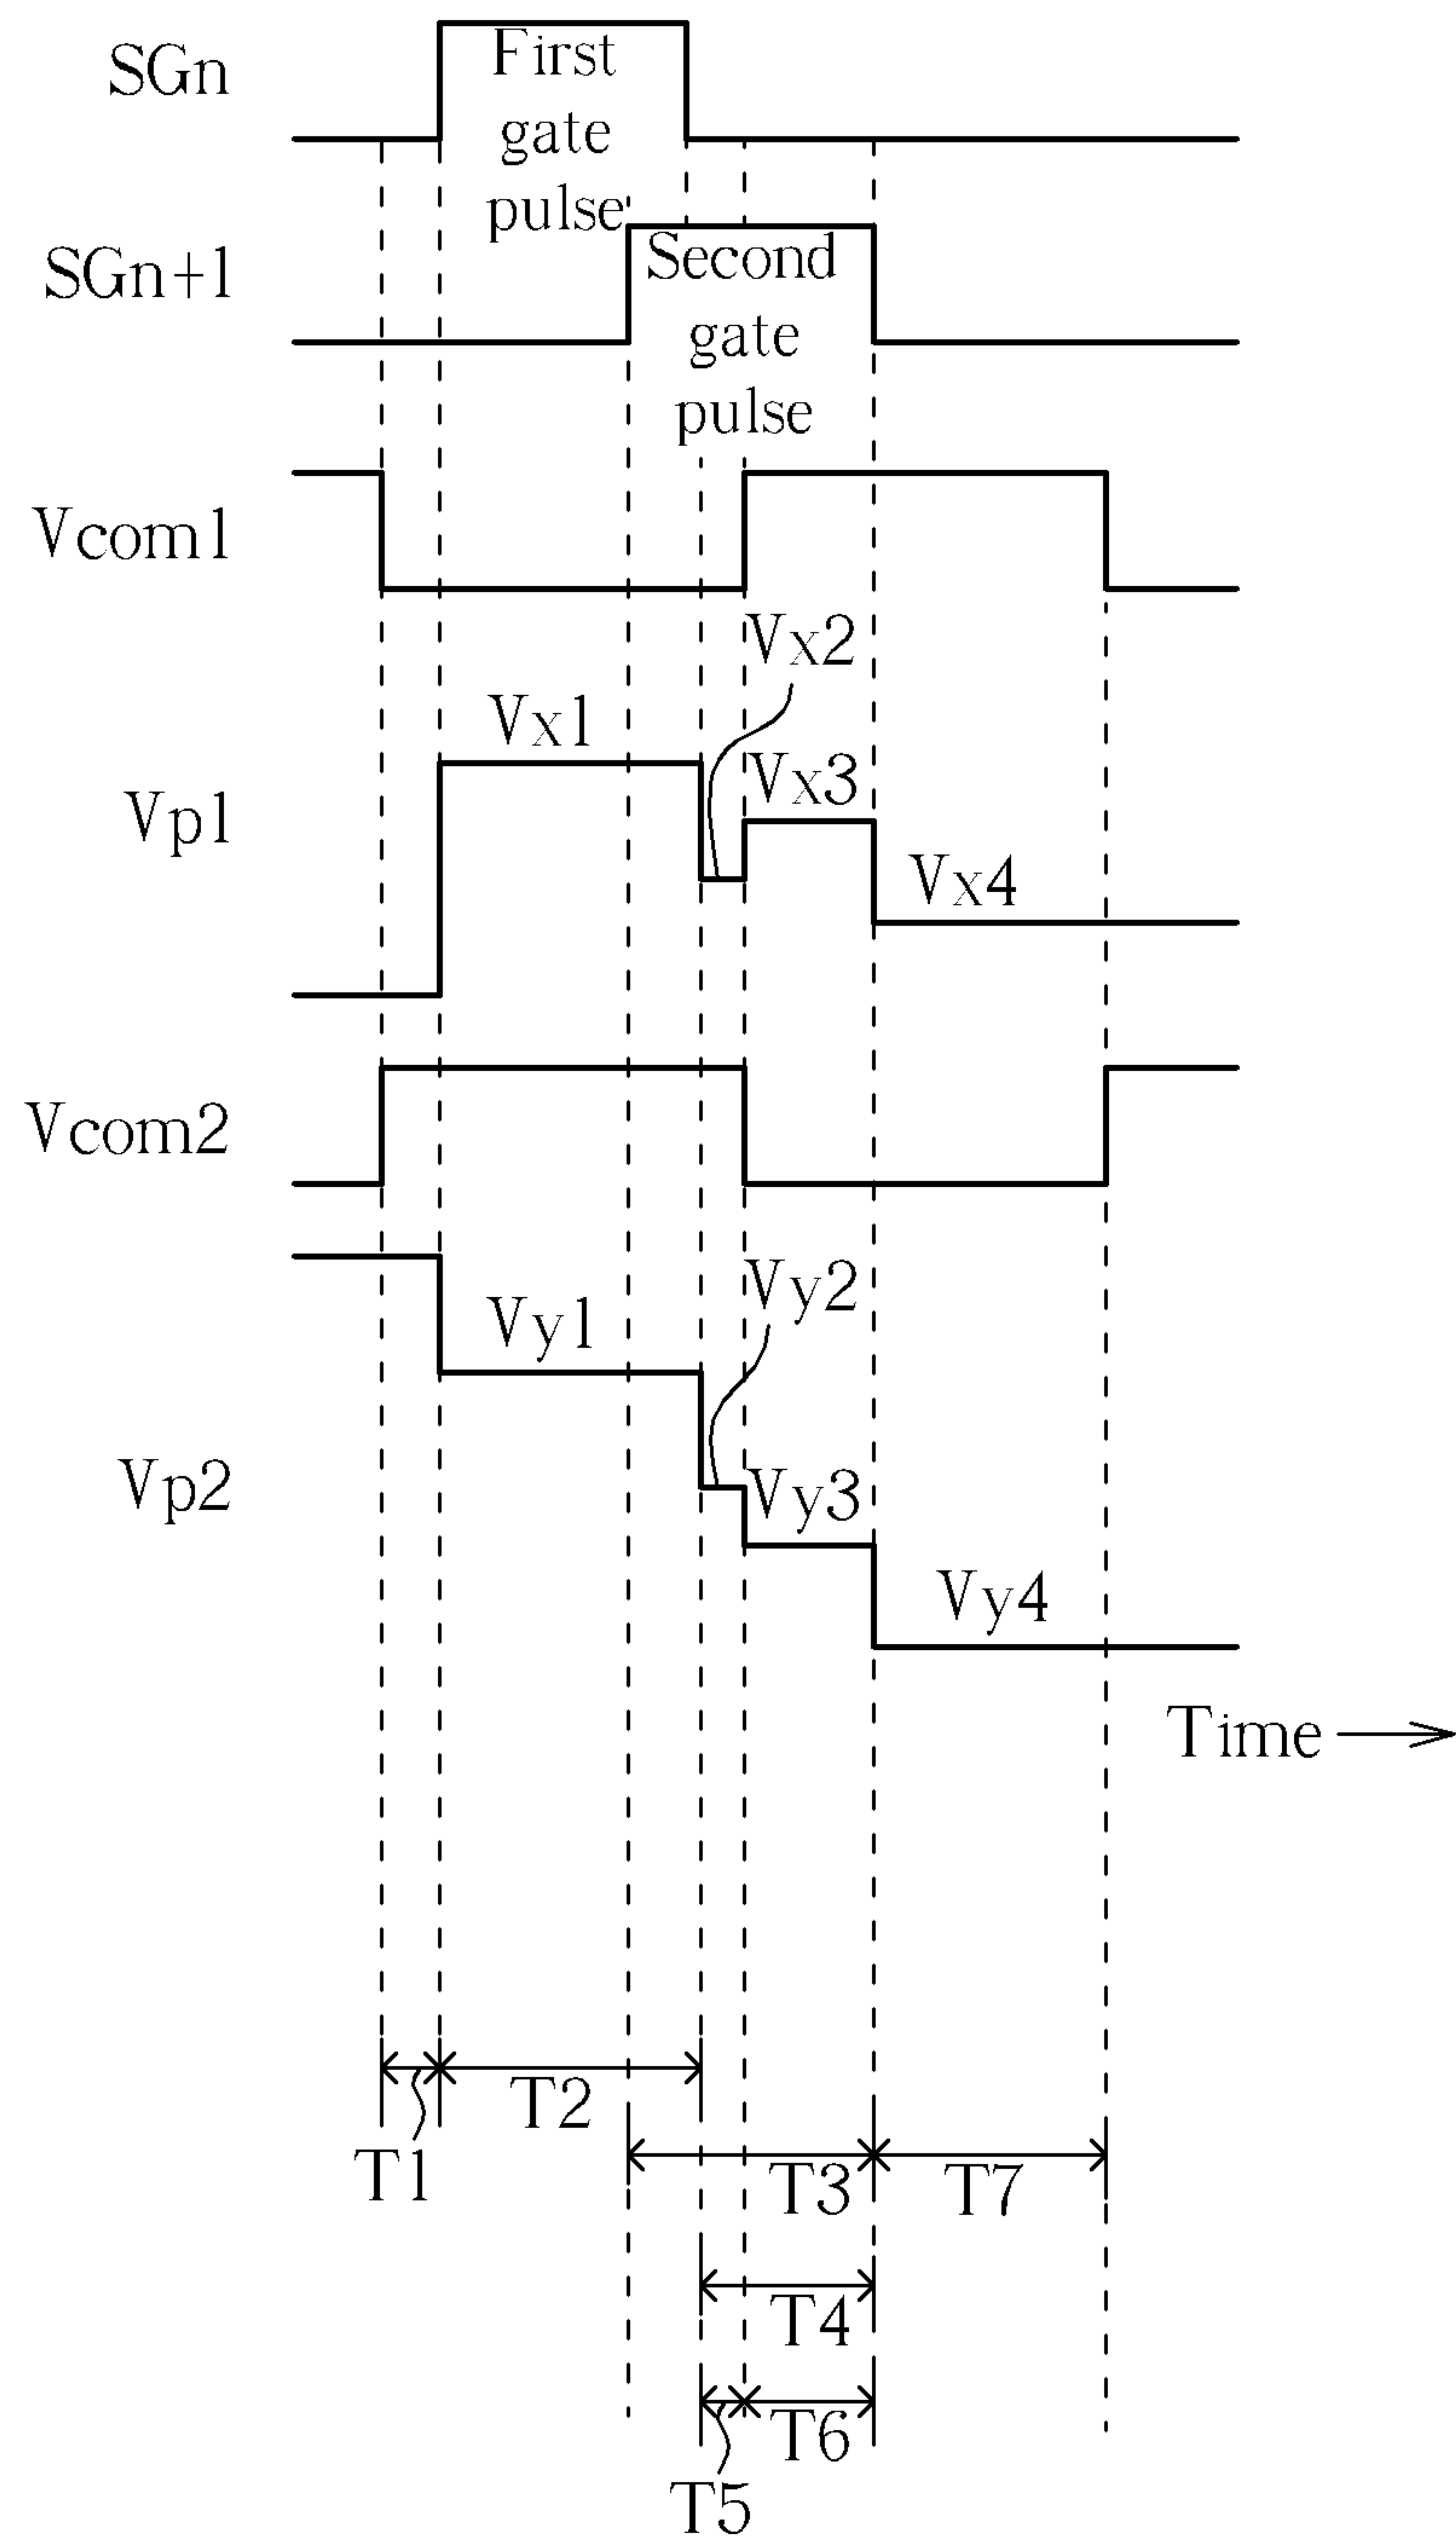 SGn
First
gate
pulse
SGn+1
Second
gate
pulse
Vcom1
Vx2
Vx1
Vx3
Vp1
Vx4
Vcom2
Vy2
Vy1
Vp2
Vy3
Vy4
Time
T2
T1
T3
T7
T4
T6
T5